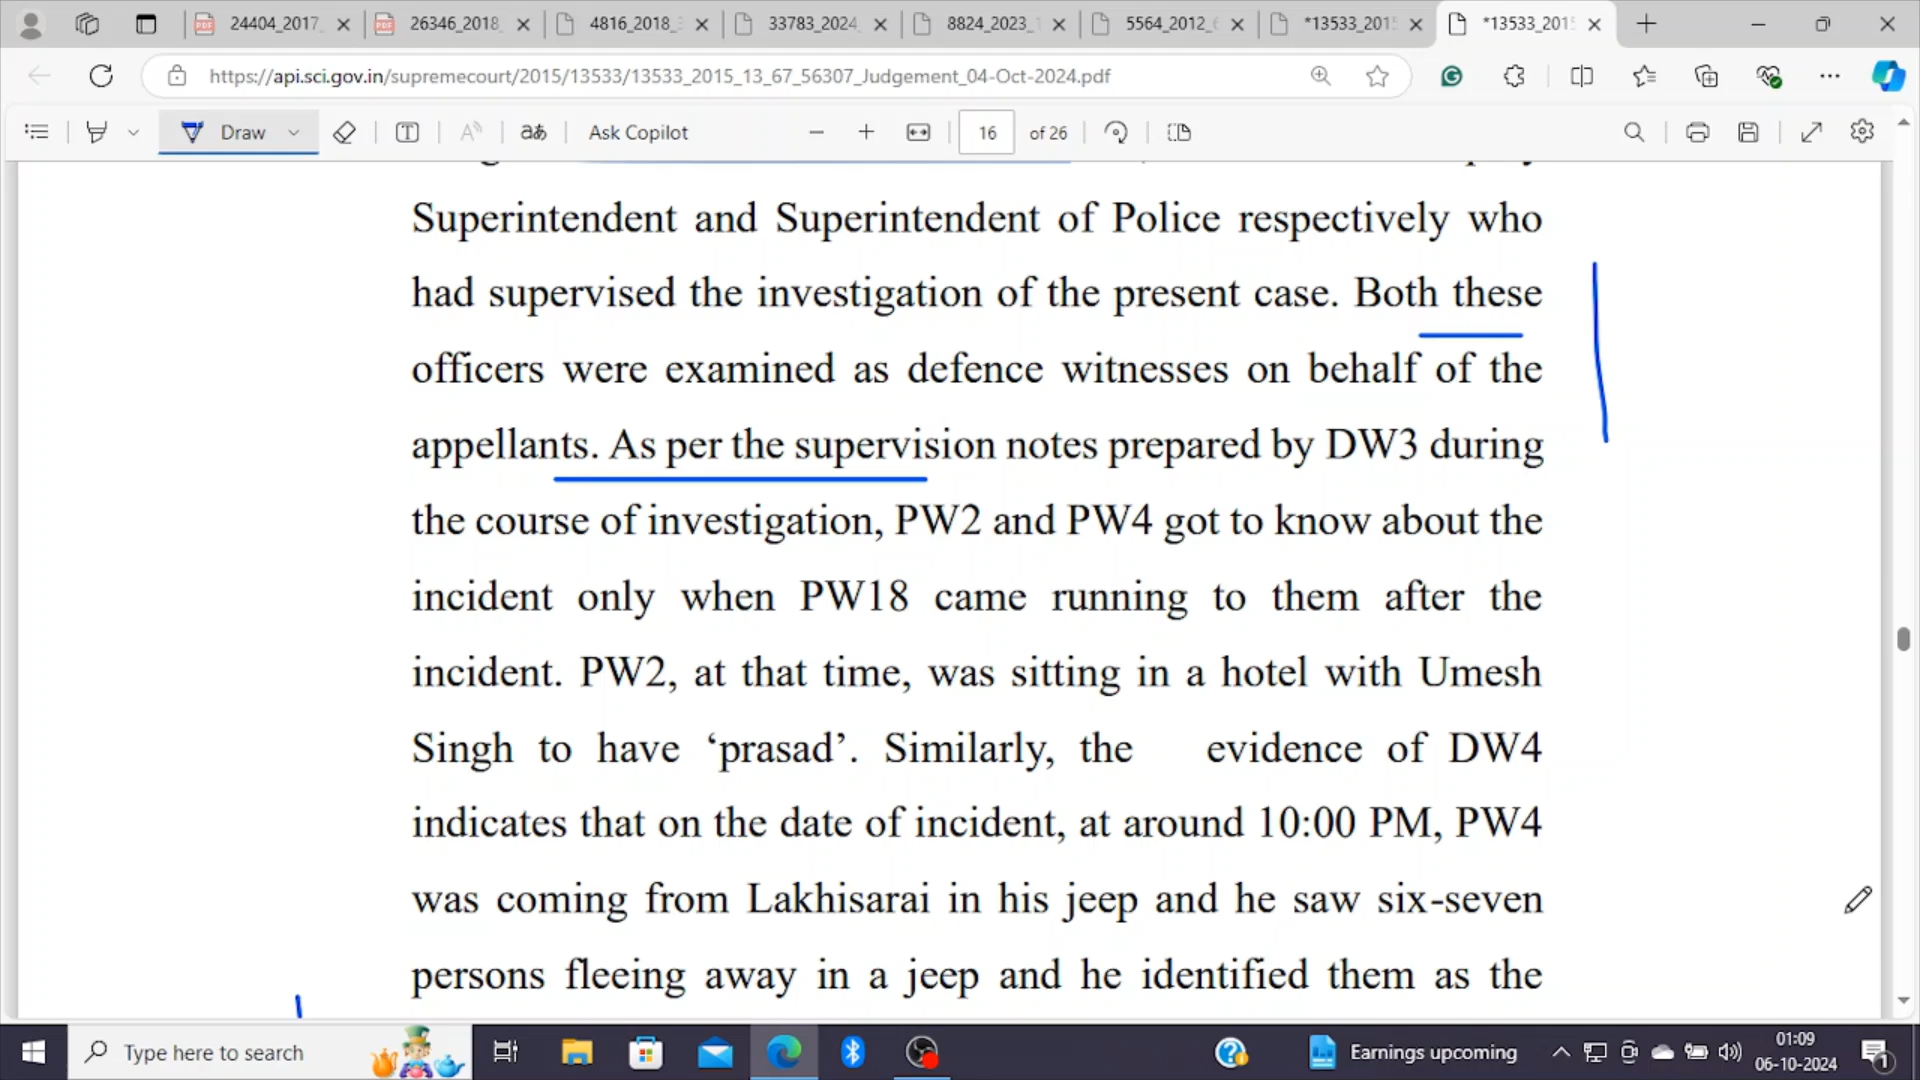 24404_2017_
26346_2018_
4816_2018_
33783_2024_
8824_2023_
5564_2012_
*13533_201
*13533_201
https://api.sci.gov.in/supremecourt/2015/13533/13533_2015_13_67_56307_Judgement_04-Oct-2024.pdf
Draw
Ask Copilot
16 of 26
Superintendent and Superintendent of Police respectively who
had supervised the investigation of the present case. Both these
officers were examined as defence witnesses on behalf of the
appellants. As per the supervision notes prepared by DW3 during
the course of investigation, PW2 and PW4 got to know about the
incident only when PW18 came running to them after the
incident. PW2, at that time, was sitting in a hotel with Umesh
Singh to have ‘prasad’. Similarly, the evidence of DW4
indicates that on the date of incident, at around 10:00 PM, PW4
was coming from Lakhisarai in his jeep and he saw six-seven
persons fleeing away in a jeep and he identified them as the
Type here to search
Earnings upcoming
01:09
06-10-2024
1